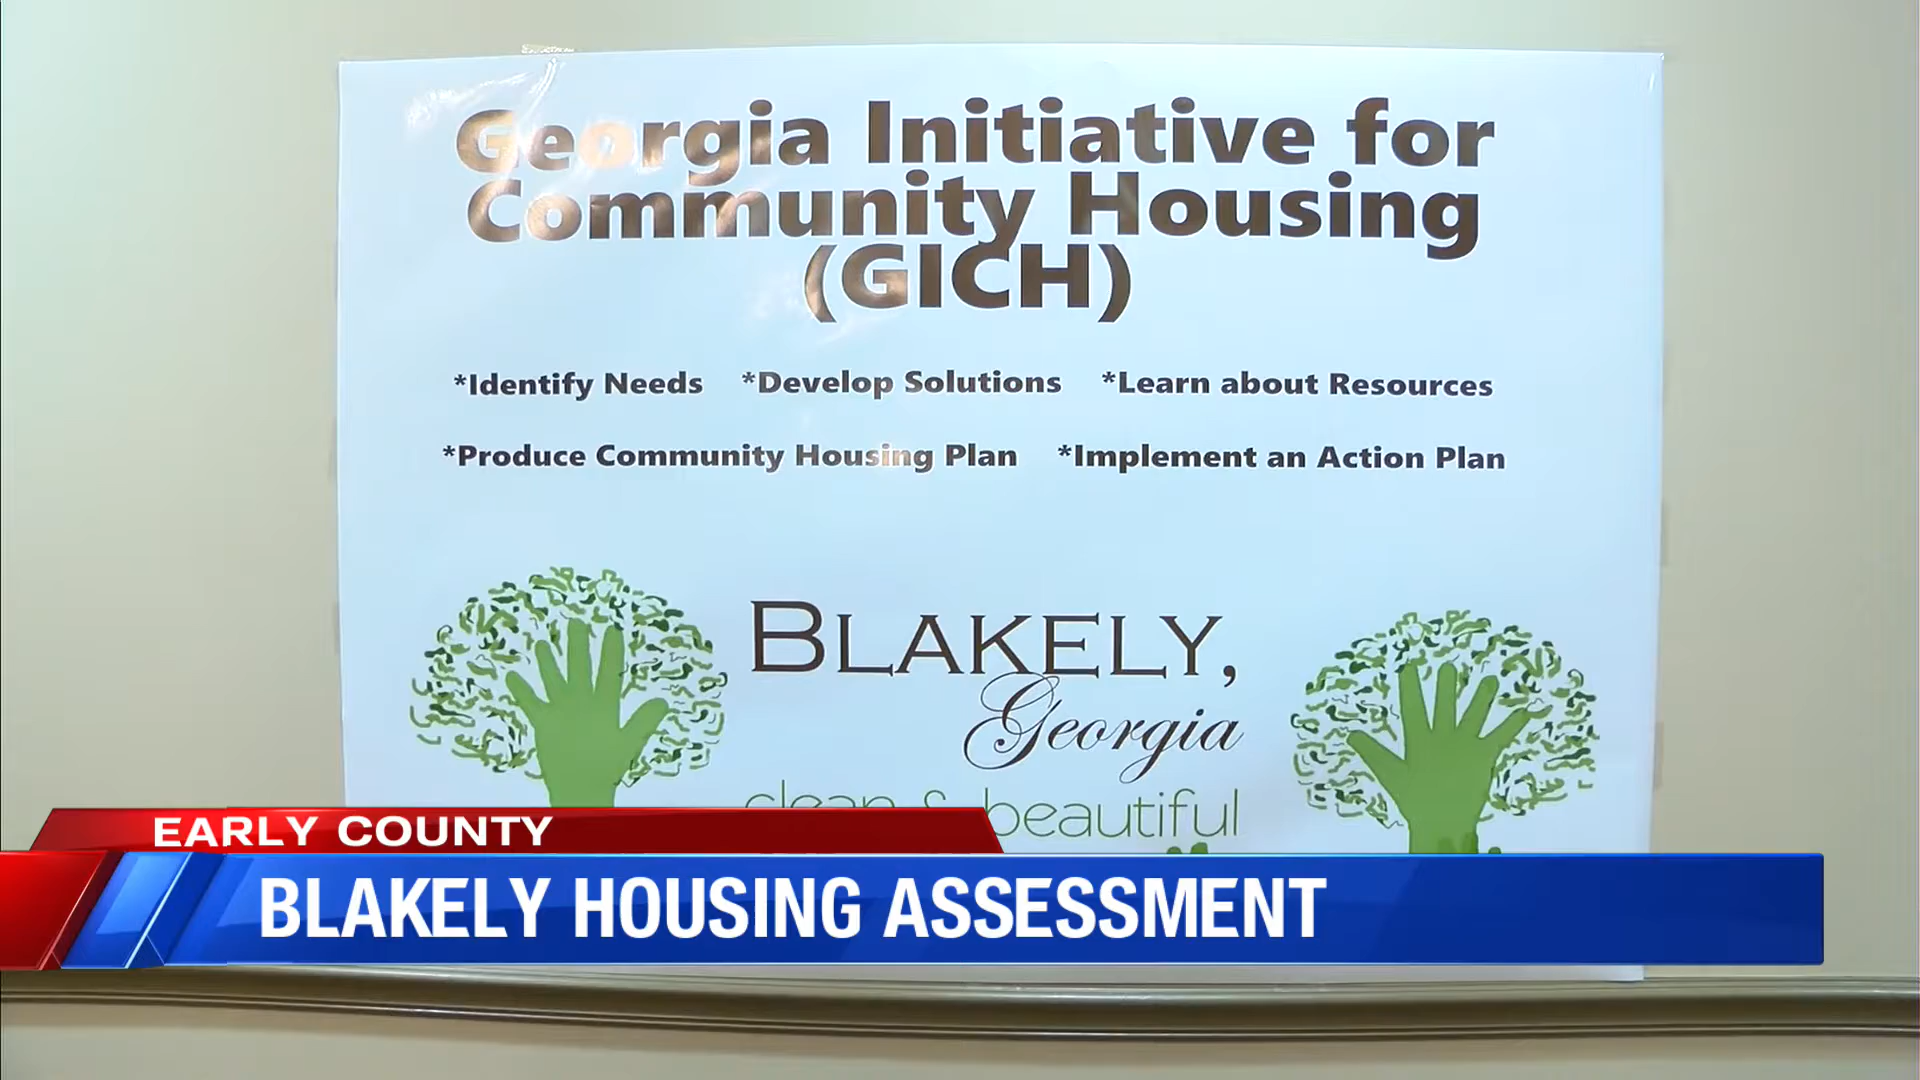 Georgia Initiative for
Community Housing
(GICH)
*Identify Needs *Develop Solutions *Learn about Resources
*Produce Community Housing Plan *Implement an Action Plan
BLAKELY,
Georgia
clean & beautiful
EARLY COUNTY
BLAKELY HOUSING ASSESSMENT